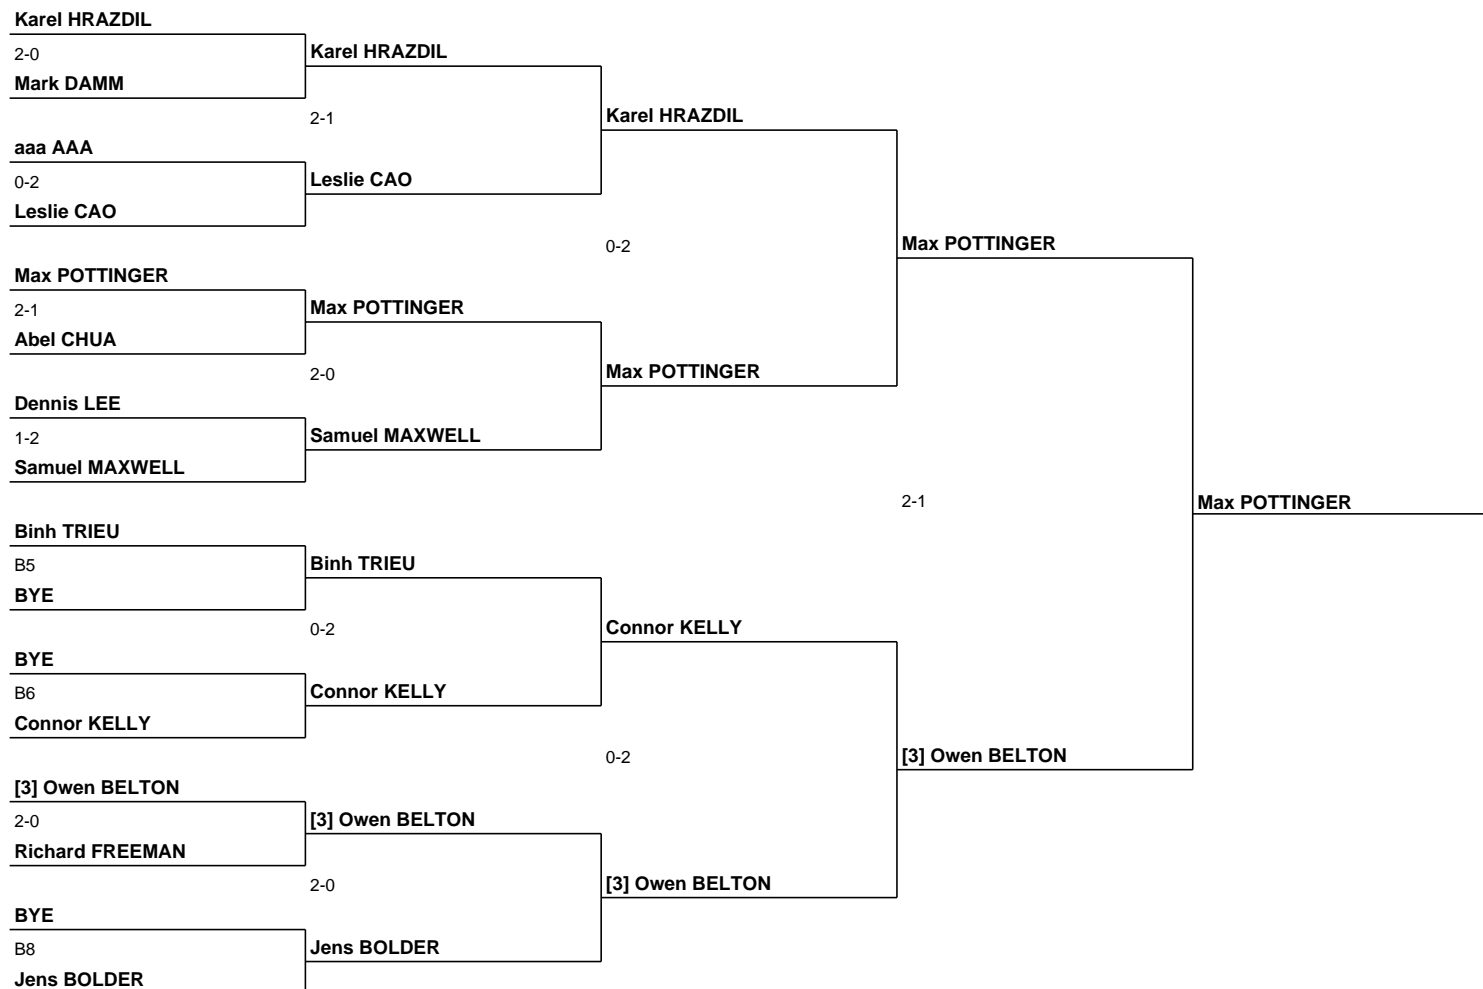 Karel HRAZDIL
2-0
Mark DAMM
aaa AAA
0-2
Leslie CAO
Max POTTINGER
2-1
Abel CHUA
Dennis LEE
1-2
Samuel MAXWELL
Binh TRIEU
B5
BYE
BYE
B6
Connor KELLY
[3] Owen BELTON
2-0
Richard FREEMAN
BYE
B8
Jens BOLDER
Karel HRAZDIL
2-1
Leslie CAO
Max POTTINGER
2-0
Samuel MAXWELL
Binh TRIEU
0-2
Connor KELLY
[3] Owen BELTON
2-0
Jens BOLDER
Karel HRAZDIL
0-2
Max POTTINGER
Connor KELLY
0-2
[3] Owen BELTON
Max POTTINGER
2-1
[3] Owen BELTON
Max POTTINGER